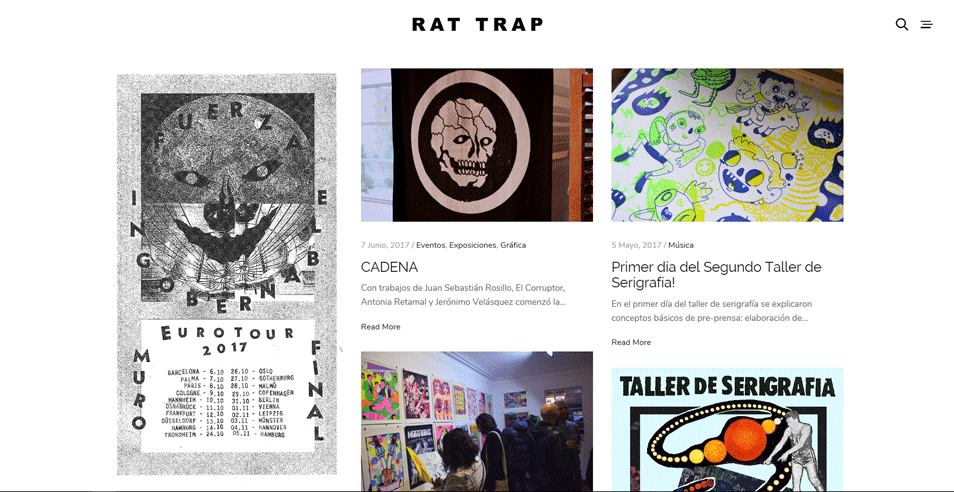 RAT TRAP
FUERZA
INGOBERNABLE
EUROTOUR
2017
MURO
FINAL
BARCELONA - 6.10 26.10 - OSLO
PALMA - 7.10 27.10 - GOTHENBURG
PARIS - 8.10 28.10 - MALMÖ
COLOGNE - 9.10 29.10 - COPENHAGEN
MANNHEIM - 10.10 31.10 - BERLIN
OSNABRÜCK - 11.10 01.11 - VIENNA
FRANKFURT - 12.10 02.11 - LEIPZIG
DÜSSELDORF - 13.10 03.11 - MÜNSTER
HAMBURG - 14.10 04.11 - HANNOVER
TRONDHEIM - 24.10 05.11 - HAMBURG
7 Junio, 2017 / Eventos, Exposiciones, Gráfica
CADENA
Con trabajos de Juan Sebastián Rosillo, El Corruptor,
Antonia Retamal y Jerónimo Velásquez comenzó la...
Read More
5 Mayo, 2017 / Música
Primer día del Segundo Taller de
Serigrafía!
En el primer día del taller de serigrafía se explicaron
conceptos básicos de pre-prensa: elaboración de...
Read More
TALLER DE SERIGRAFIA